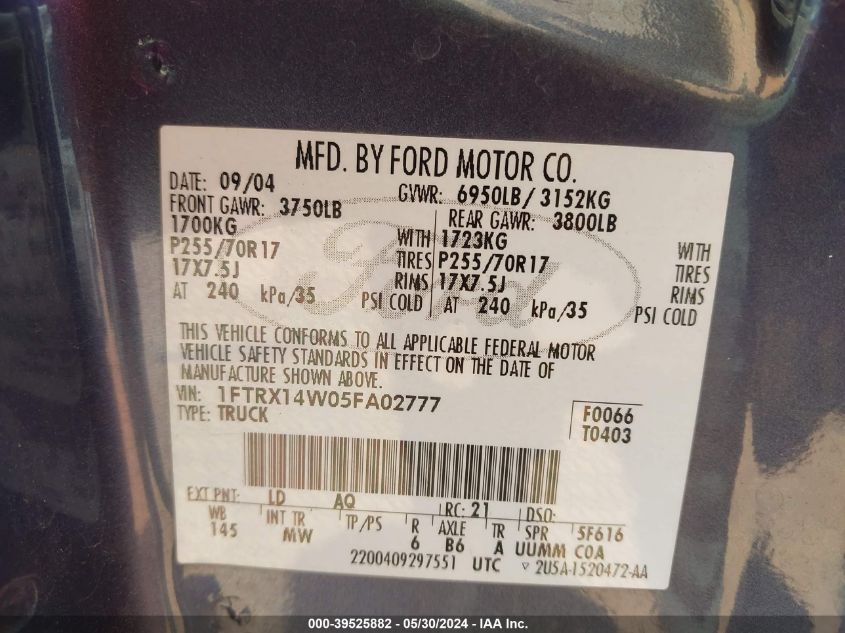 MFD. BY FORD MOTOR CO.
DATE: 09/04 GVWR: 6950LB / 3152KG
FRONT GAWR: 3750LB REAR GAWR: 3800LB
1700KG WITH 1723KG WITH
P255/70R17 TIRES P255/70R17 TIRES
17X7.5J RIMS 17X7.5J RIMS
AT 240 kPa/35 PSI COLD AT 240 kPa/35 PSI COLD
Ford
THIS VEHICLE CONFORMS TO ALL APPLICABLE FEDERAL MOTOR
VEHICLE SAFETY STANDARDS IN EFFECT ON THE DATE OF
MANUFACTURE SHOWN ABOVE.
VIN: 1FTRX14W05FA02777
TYPE: TRUCK
F0066
T0403
EXT PNT: LD AQ RC: 21 DSO:
WB INT TR TP/PS R AXLE TR SPR 5F616
145 MW 6 B6 A UUMM COA
2200409297551 UTC ▽ 2U5A-1520472-AA
000-39525882 - 05/30/2024 - IAA Inc.